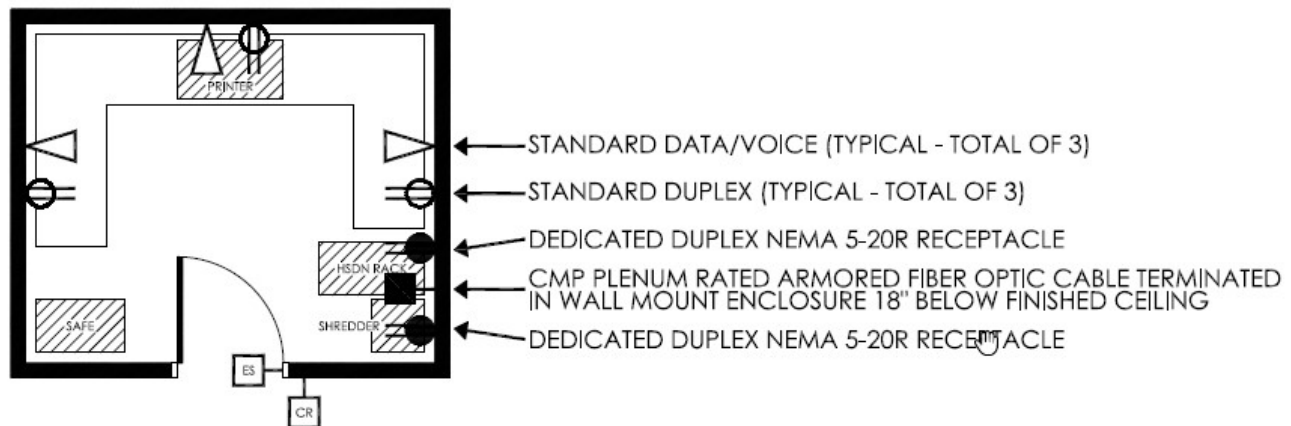 PRINTER
STANDARD DATA/VOICE (TYPICAL - TOTAL OF 3)
STANDARD DUPLEX (TYPICAL - TOTAL OF 3)
DEDICATED DUPLEX NEMA 5-20R RECEPTACLE
HSDN RACK
CMP PLENUM RATED ARMORED FIBER OPTIC CABLE TERMINATED
IN WALL MOUNT ENCLOSURE 18" BELOW FINISHED CEILING
SAFE
SHREDDER
DEDICATED DUPLEX NEMA 5-20R RECEPTACLE
ES
CR